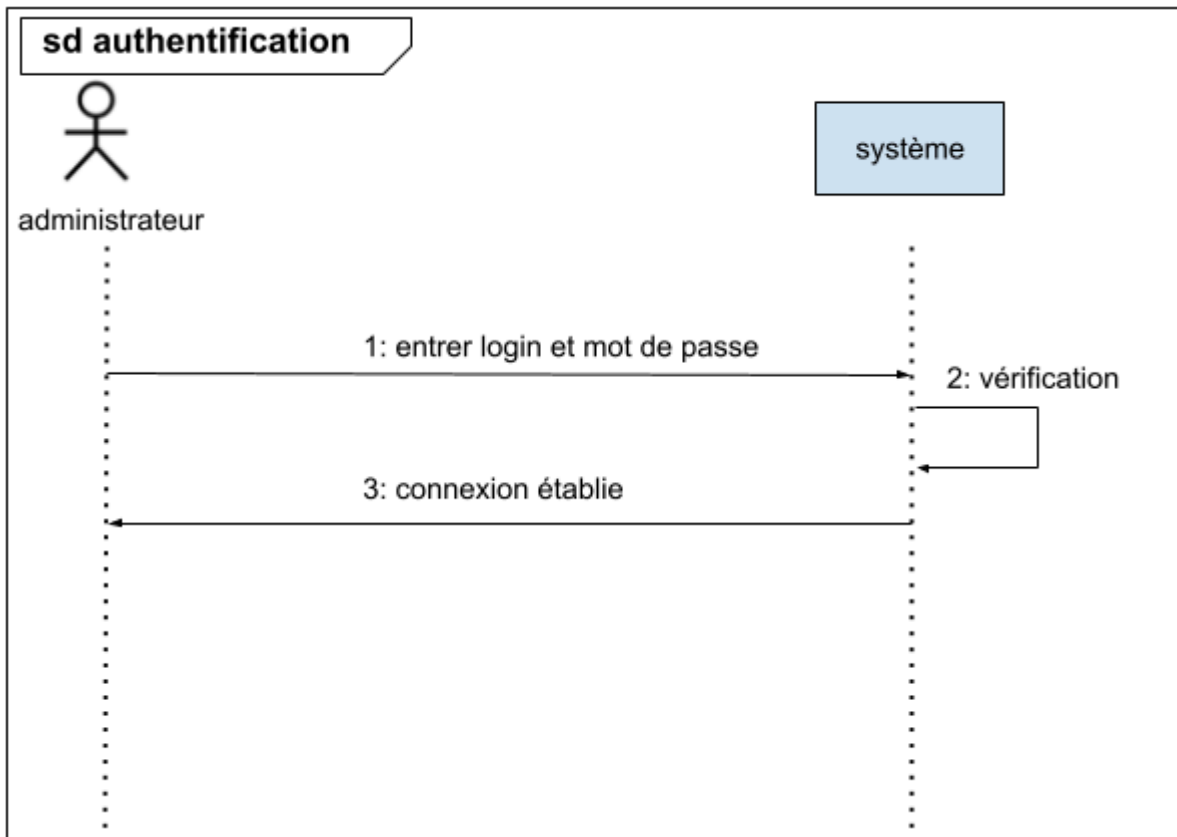 sd authentification
système
administrateur
1: entrer login et mot de passe
2: vérification
3: connexion établie